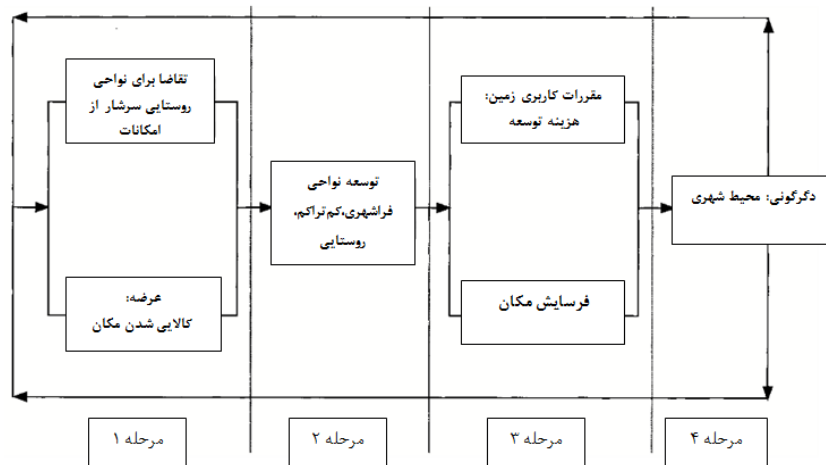 تقاضا برای نواحی
روستایی سرشار از
امکانات
عرضه:
کالایی شدن مکان
توسعه نواحی
فراشهری،کم‌تراکم،
روستایی
مقررات کاربری زمین:
هزینه توسعه
فرسایش مکان
دگرگونی: محیط شهری
مرحله ۱
مرحله ۲
مرحله ۳
مرحله ۴